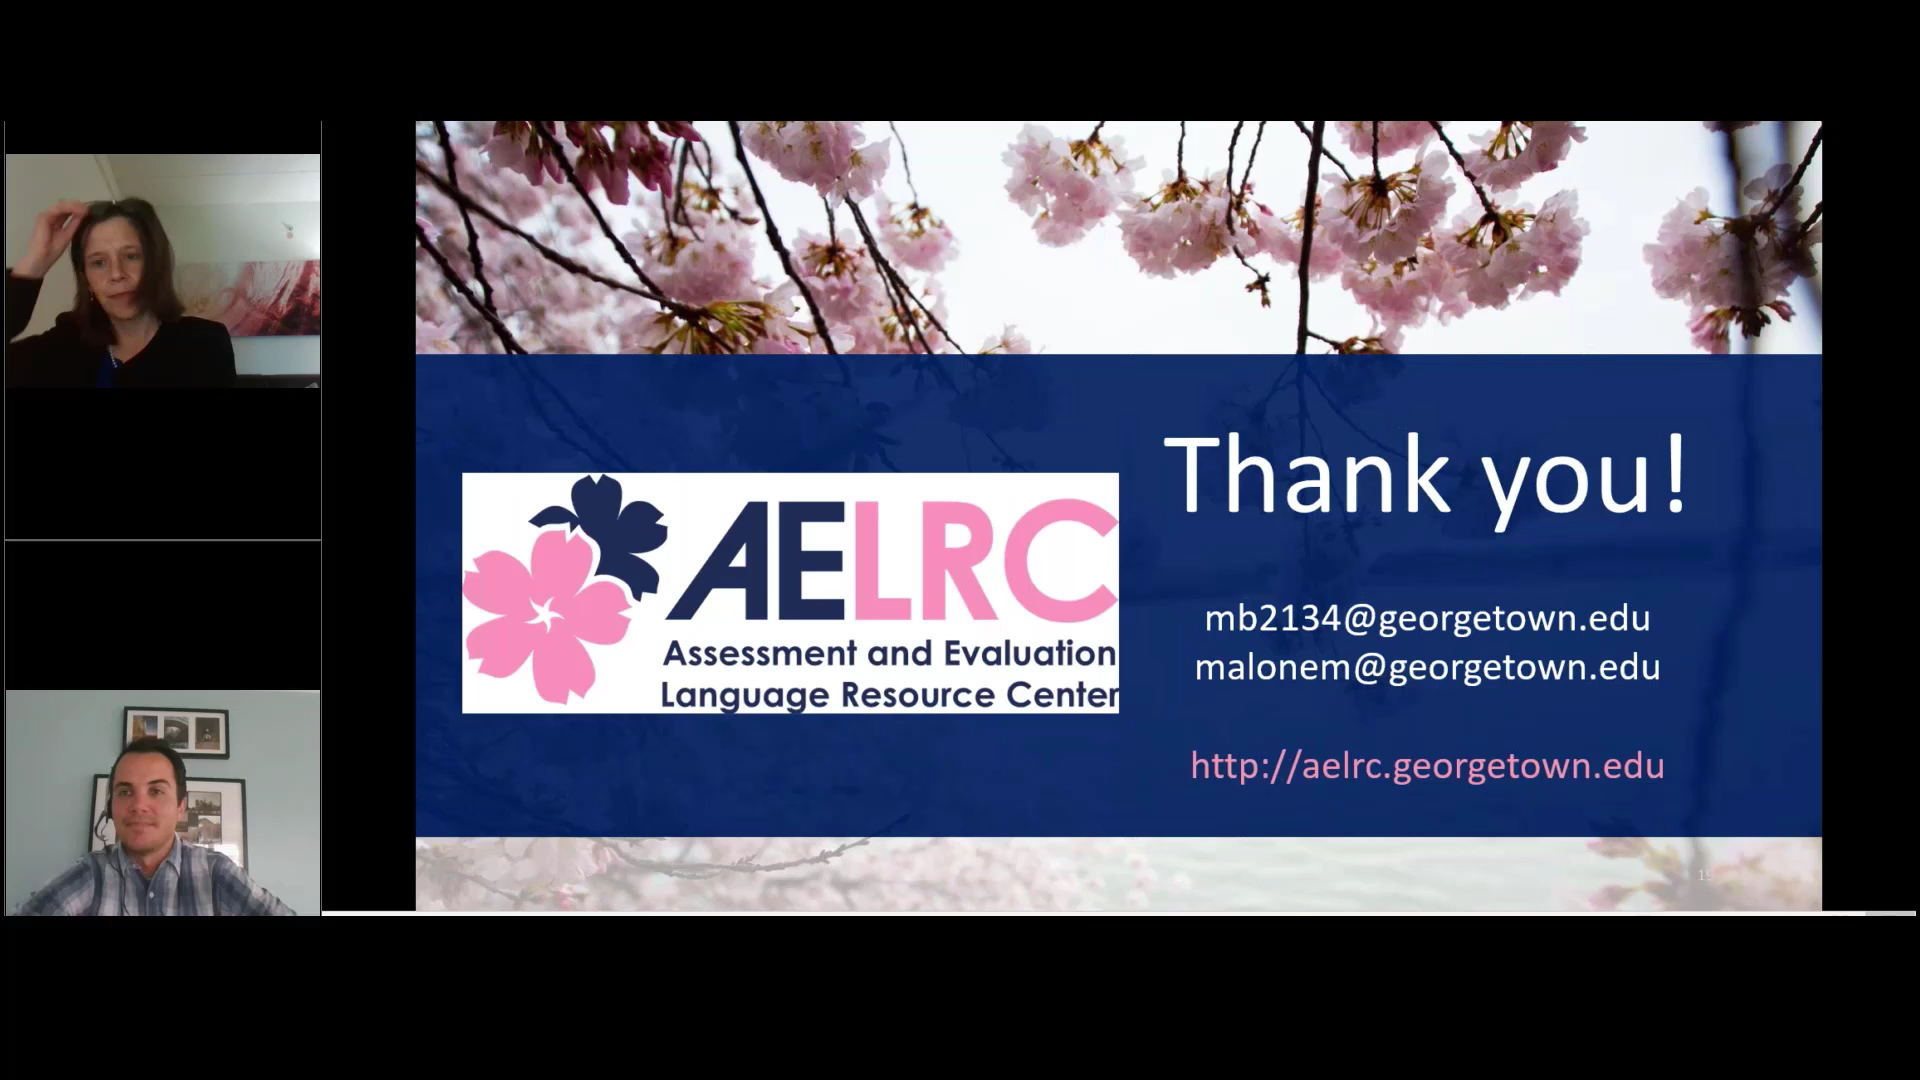 AELRC
Assessment and Evaluation
Language Resource Center
Thank you!
mb2134@georgetown.edu
malonem@georgetown.edu
http://aelrc.georgetown.edu